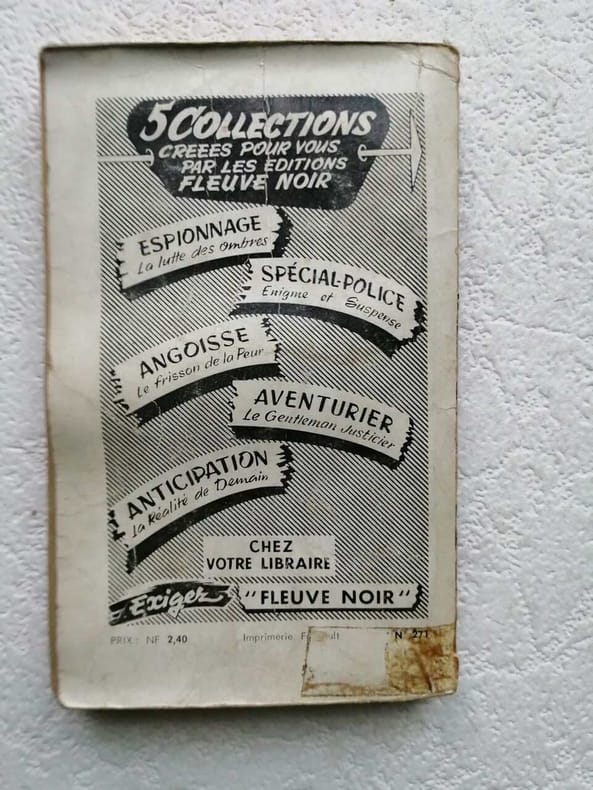 5 COLLECTIONS
CREEES POUR VOUS
PAR LES EDITIONS
FLEUVE NOIR
ESPIONNAGE
La lutte des Ombres
SPÉCIAL-POLICE
Enigme et Suspense
ANGOISSE
Le frisson de la Peur
AVENTURIER
Le Gentleman Justicier
ANTICIPATION
La Réalité de Demain
CHEZ
VOTRE LIBRAIRE
Exigez "FLEUVE NOIR"
PRIX : NF 2,40 Imprimerie N° 271